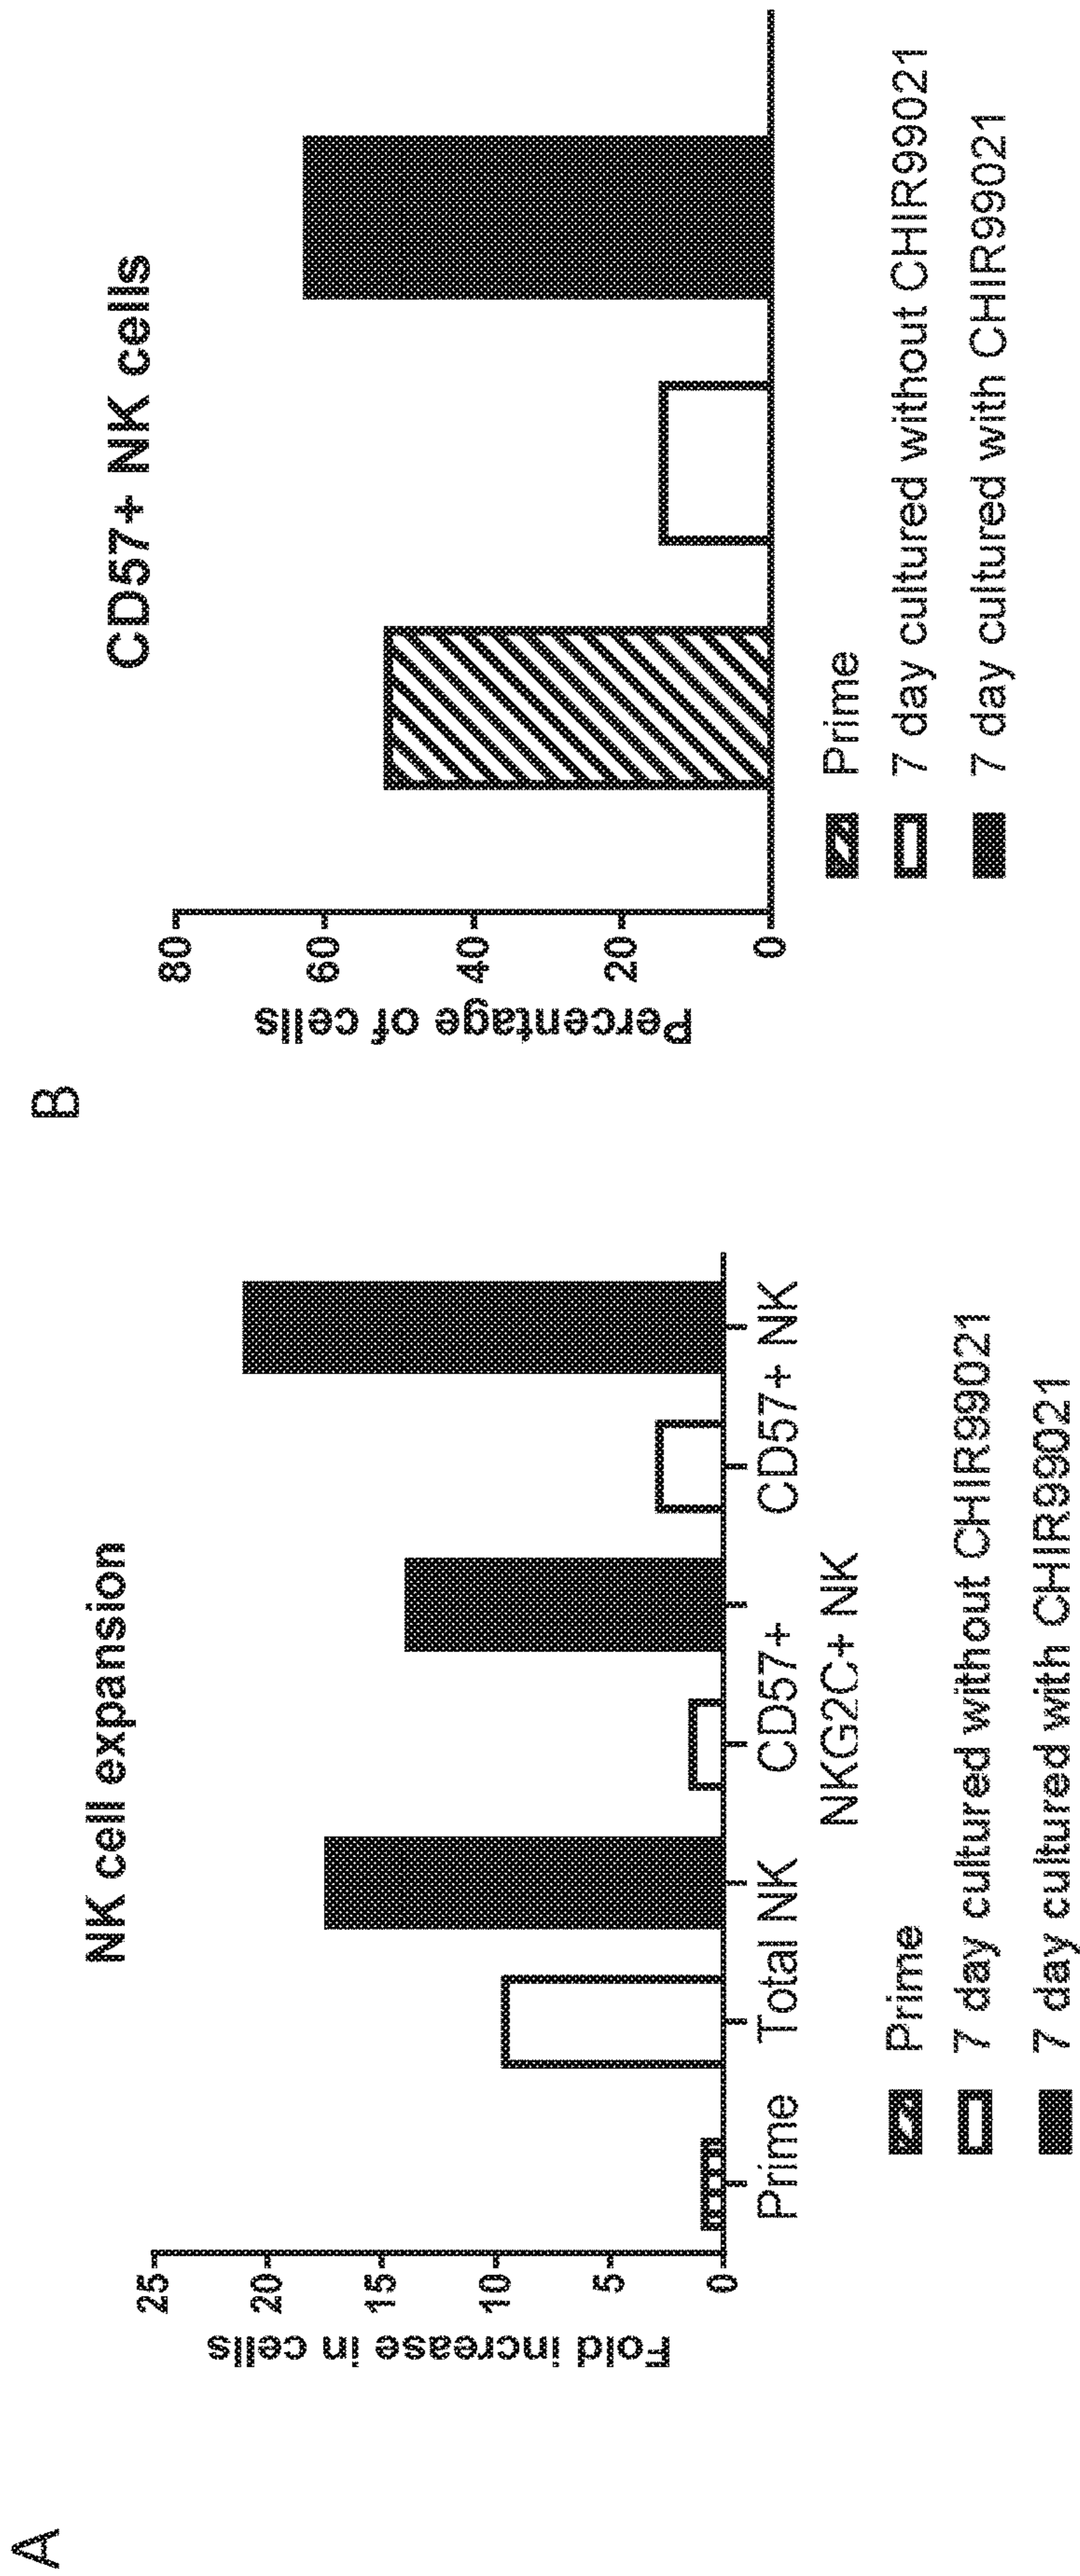 A
NK cell expansion
Fold increase in cells
25
20
15
10
5
0
Prime
Total NK
CD57+
NKG2C+ NK
CD57+ NK
Prime
7 day cultured without CHIR99021
7 day cultured with CHIR99021
B
CD57+ NK cells
Percentage of cells
80
60
40
20
0
Prime
7 day cultured without CHIR99021
7 day cultured with CHIR99021